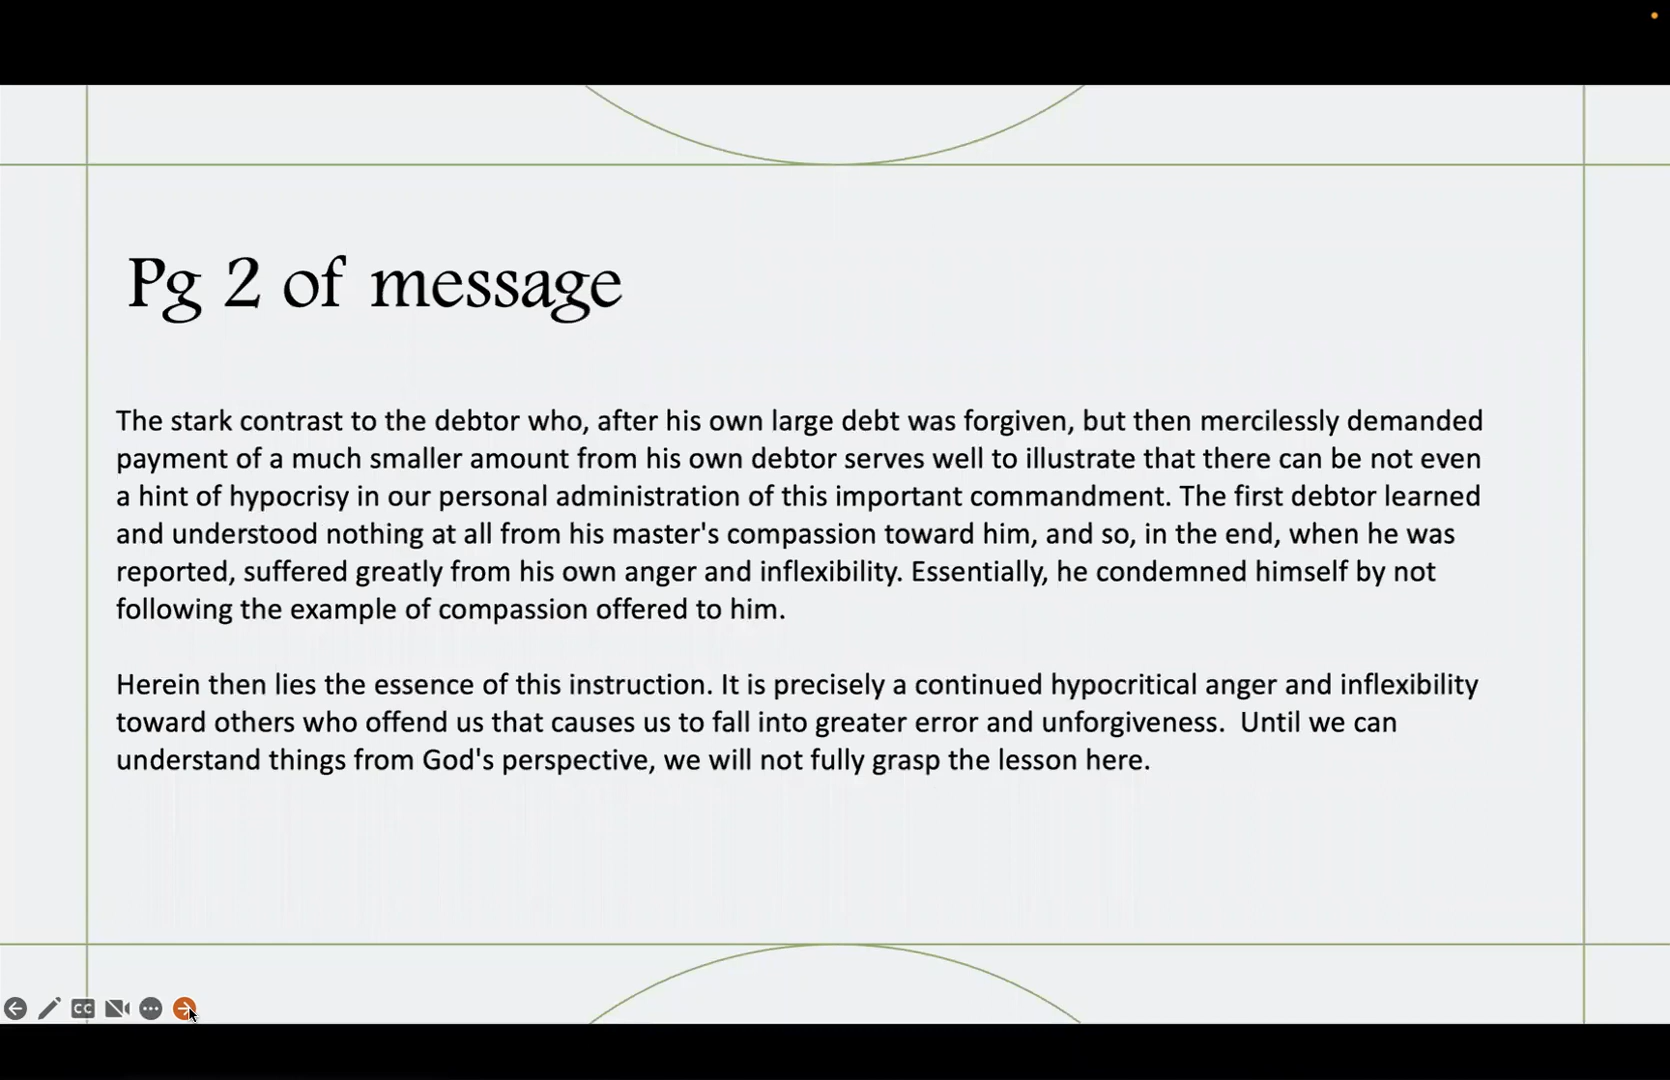 Pg 2 of message
The stark contrast to the debtor who, after his own large debt was forgiven, but then mercilessly demanded
payment of a much smaller amount from his own debtor serves well to illustrate that there can be not even
a hint of hypocrisy in our personal administration of this important commandment. The first debtor learned
and understood nothing at all from his master's compassion toward him, and so, in the end, when he was
reported, suffered greatly from his own anger and inflexibility. Essentially, he condemned himself by not
following the example of compassion offered to him.
Herein then lies the essence of this instruction. It is precisely a continued hypocritical anger and inflexibility
toward others who offend us that causes us to fall into greater error and unforgiveness.  Until we can
understand things from God's perspective, we will not fully grasp the lesson here.
CC